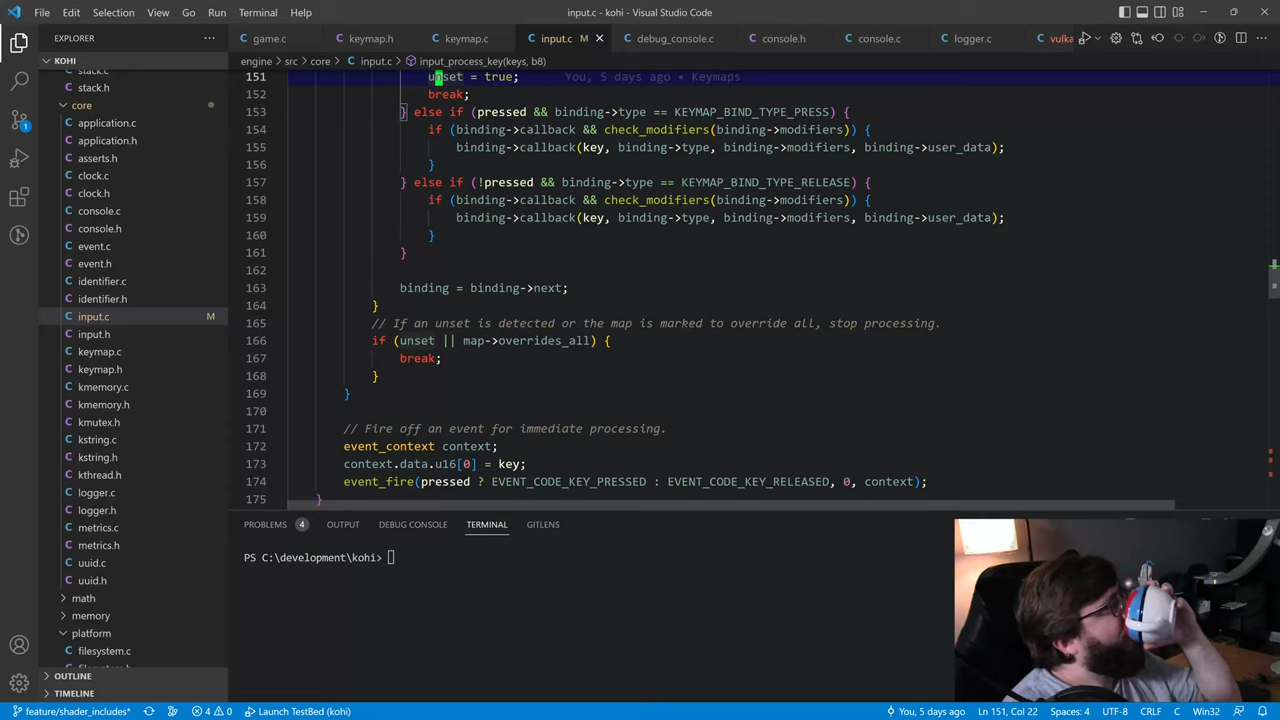 File Edit Selection View Go Run Terminal Help
input.c - kohi - Visual Studio Code
EXPLORER
game.c
keymap.h
keymap.c
input.c M
debug_console.c
console.h
console.c
logger.c
vulka
KOHI
engine > src > core > C input.c > input_process_key(keys, b8)
stack.c
stack.h
core
application.c
application.h
asserts.h
clock.c
clock.h
console.c
console.h
event.c
event.h
identifier.c
identifier.h
input.c M
input.h
keymap.c
keymap.h
kmemory.c
kmemory.h
kmutex.h
kstring.c
kstring.h
kthread.h
logger.c
logger.h
metrics.c
metrics.h
uuid.c
uuid.h
math
memory
platform
filesystem.c
filesystem.h
OUTLINE
TIMELINE
151 unset = true; You, 5 days ago • Keymaps
152 break;
153 } else if (pressed && binding->type == KEYMAP_BIND_TYPE_PRESS) {
154 if (binding->callback && check_modifiers(binding->modifiers)) {
155 binding->callback(key, binding->type, binding->modifiers, binding->user_data);
156 }
157 } else if (!pressed && binding->type == KEYMAP_BIND_TYPE_RELEASE) {
158 if (binding->callback && check_modifiers(binding->modifiers)) {
159 binding->callback(key, binding->type, binding->modifiers, binding->user_data);
160 }
161 }
162
163 binding = binding->next;
164 }
165 // If an unset is detected or the map is marked to override all, stop processing.
166 if (unset || map->overrides_all) {
167 break;
168 }
169 }
170
171 // Fire off an event for immediate processing.
172 event_context context;
173 context.data.u16[0] = key;
174 event_fire(pressed ? EVENT_CODE_KEY_PRESSED : EVENT_CODE_KEY_RELEASED, 0, context);
175 }
PROBLEMS 4 OUTPUT DEBUG CONSOLE TERMINAL GITLENS
PS C:\development\kohi>
feature/shader_includes* 4 0 Launch TestBed (kohi) You, 5 days ago Ln 151, Col 22 Spaces: 4 UTF-8 CRLF C Win32